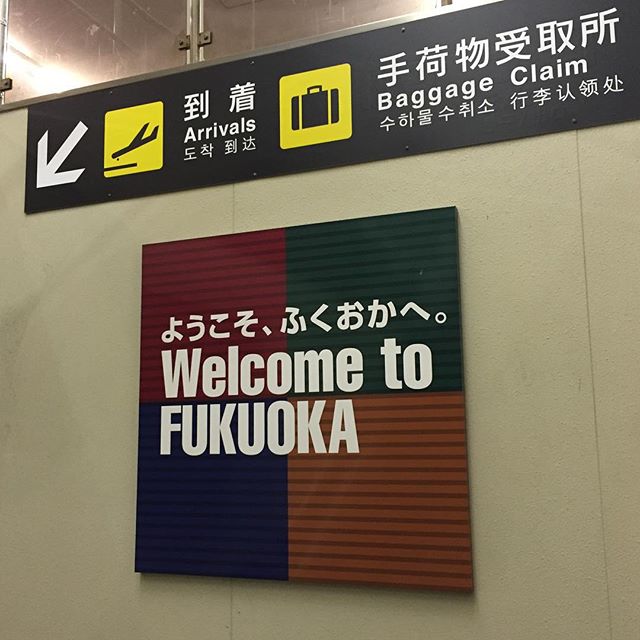 到着
Arrivals
도착 到达
手荷物受取所
Baggage Claim
수하물수취소 行李认领处
ようこそ、ふくおかへ。
Welcome to
FUKUOKA